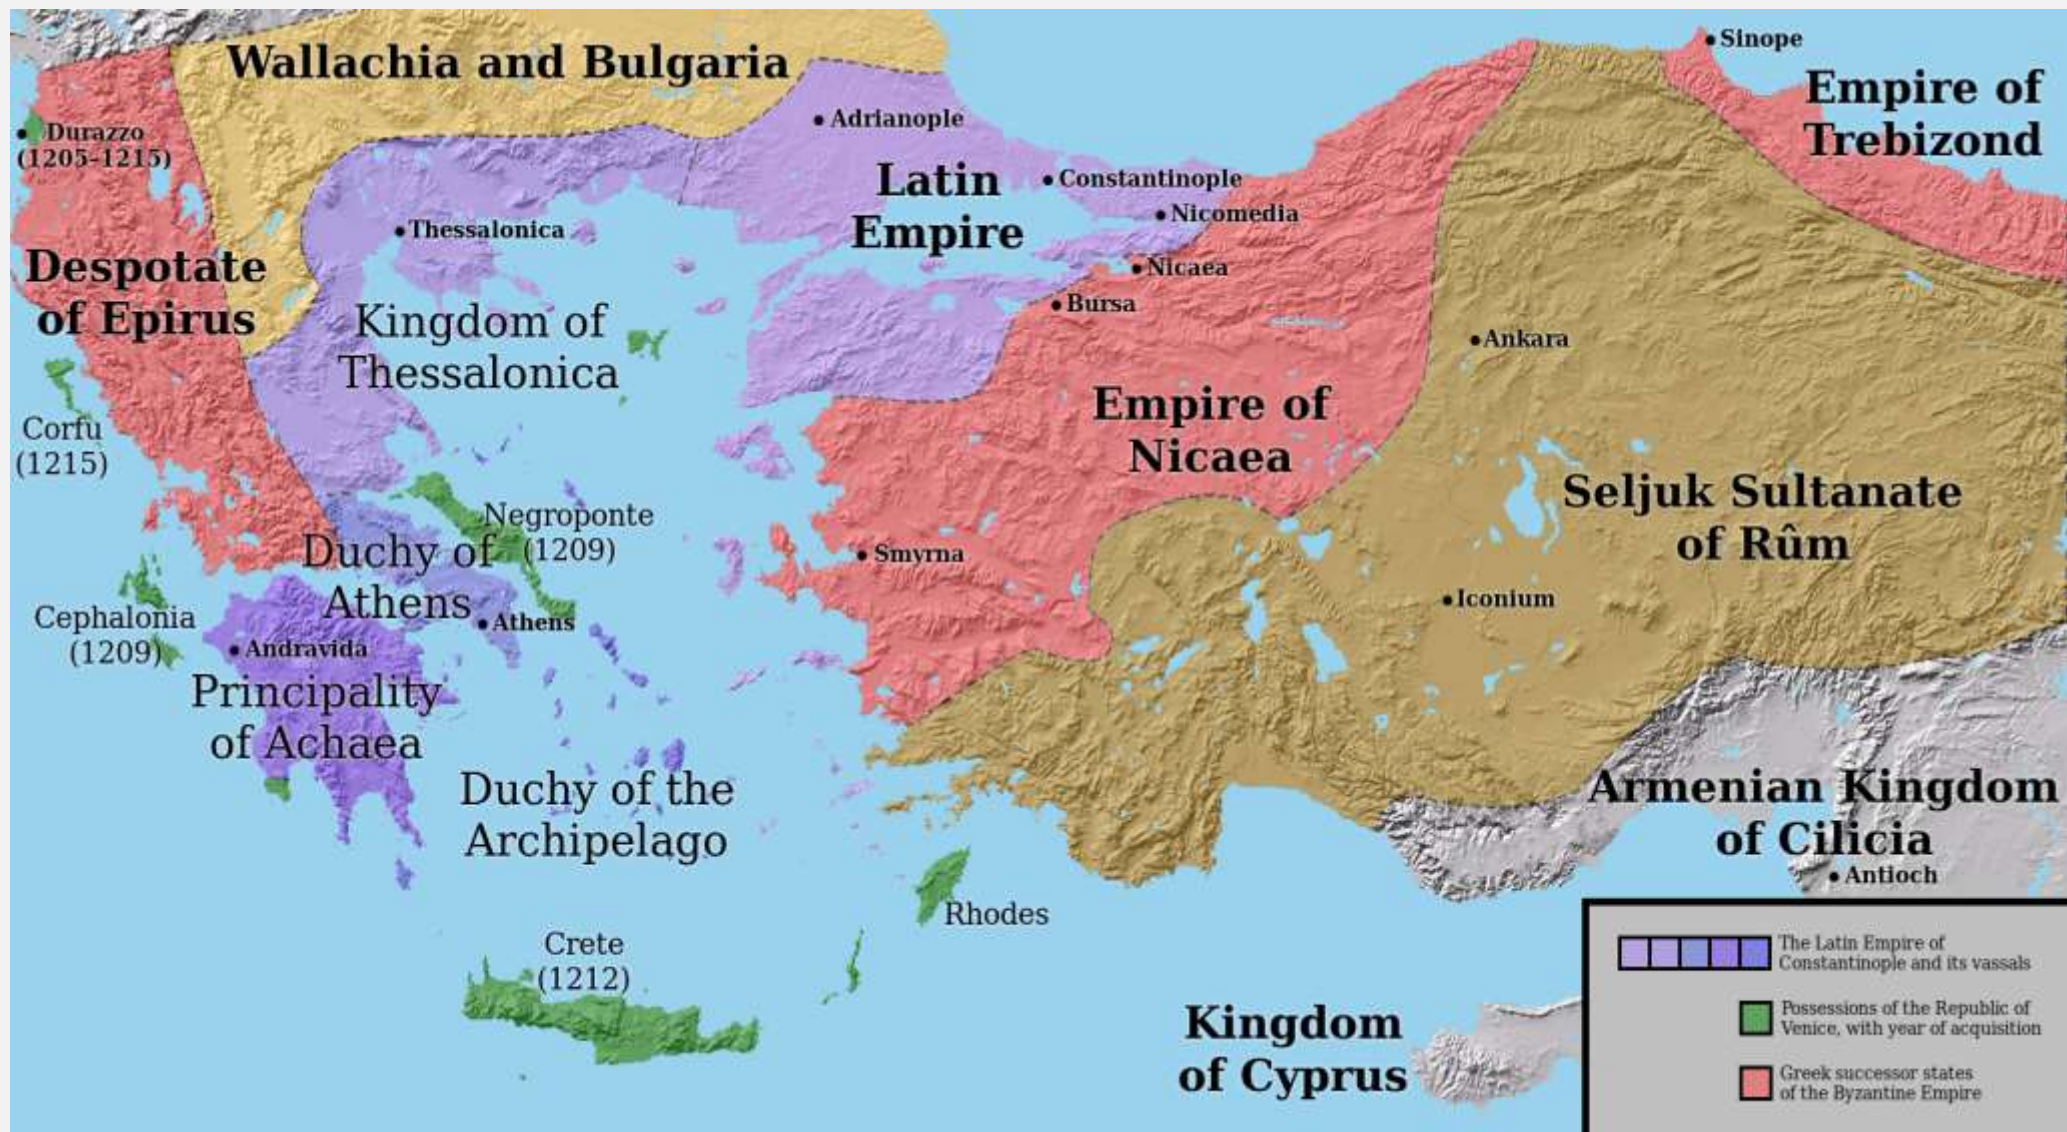 Wallachia and Bulgaria
Sinope
Empire of
Trebizond
Durazzo
(1205–1215)
Adrianople
Latin
Empire
Constantinople
Nicomedia
Thessalonica
Nicaea
Bursa
Despotate
of Epirus
Kingdom of
Thessalonica
Ankara
Empire of
Nicaea
Corfu
(1215)
Seljuk Sultanate
of Rûm
Negroponte
(1209)
Duchy of
Athens
Smyrna
Iconium
Cephalonia
(1209)
Athens
Andravida
Principality
of Achaea
Duchy of the
Archipelago
Armenian Kingdom
of Cilicia
Antioch
Rhodes
Crete
(1212)
Kingdom
of Cyprus
The Latin Empire of
Constantinople and its vassals
Possessions of the Republic of
Venice, with year of acquisition
Greek successor states
of the Byzantine Empire